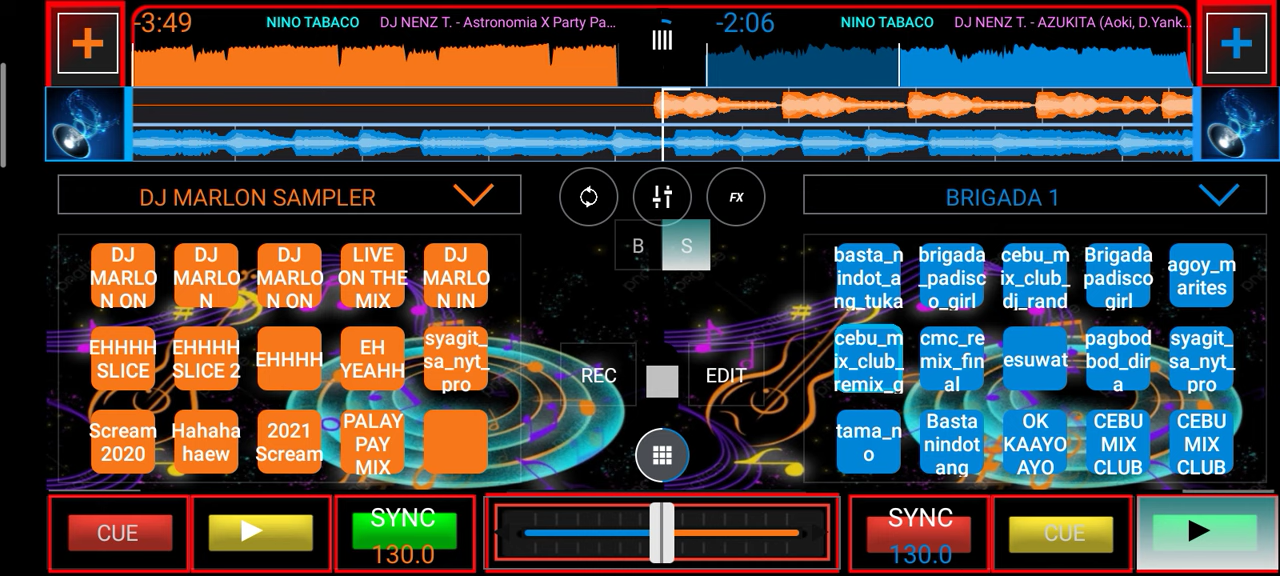 -3:49 NINO TABACO DJ NENZ T. - Astronomia X Party Pa...
-2:06 NINO TABACO DJ NENZ T. - AZUKITA (Aoki, D.Yank...
DJ MARLON SAMPLER
FX
BRIGADA 1
B S
DJ
MARLO
N ON
DJ
MARLO
N
DJ
MARLO
N ON
LIVE
ON THE
MIX
DJ
MARLO
N IN
EHHHH
SLICE
EHHHH
SLICE 2
EHHHH
EH
YEAHH
syagit_
sa_nyt_
pro
Scream
2020
Hahaha
haew
2021
Scream
PALAY
PAY
MIX
REC
EDIT
basta_n
indot_a
ng_tuka
brigada
_padisc
o_girl
cebu_m
ix_club_
dj_rand
Brigada
padisco
girl
agoy_m
arites
cebu_m
ix_club_
remix_g
cmc_re
mix_fin
al
esuwat
pagbod
bod_dir
a
syagit_
sa_nyt_
pro
tama_n
o
Basta
nindot
ang
OK
KAAYO
AYO
CEBU
MIX
CLUB
CEBU
MIX
CLUB
CUE
SYNC
130.0
SYNC
130.0
CUE